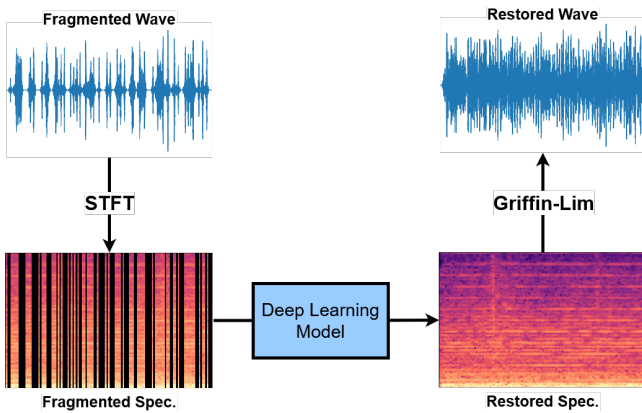 Fragmented Wave
Restored Wave
STFT
Griffin-Lim
Deep Learning
Model
Fragmented Spec.
Restored Spec.